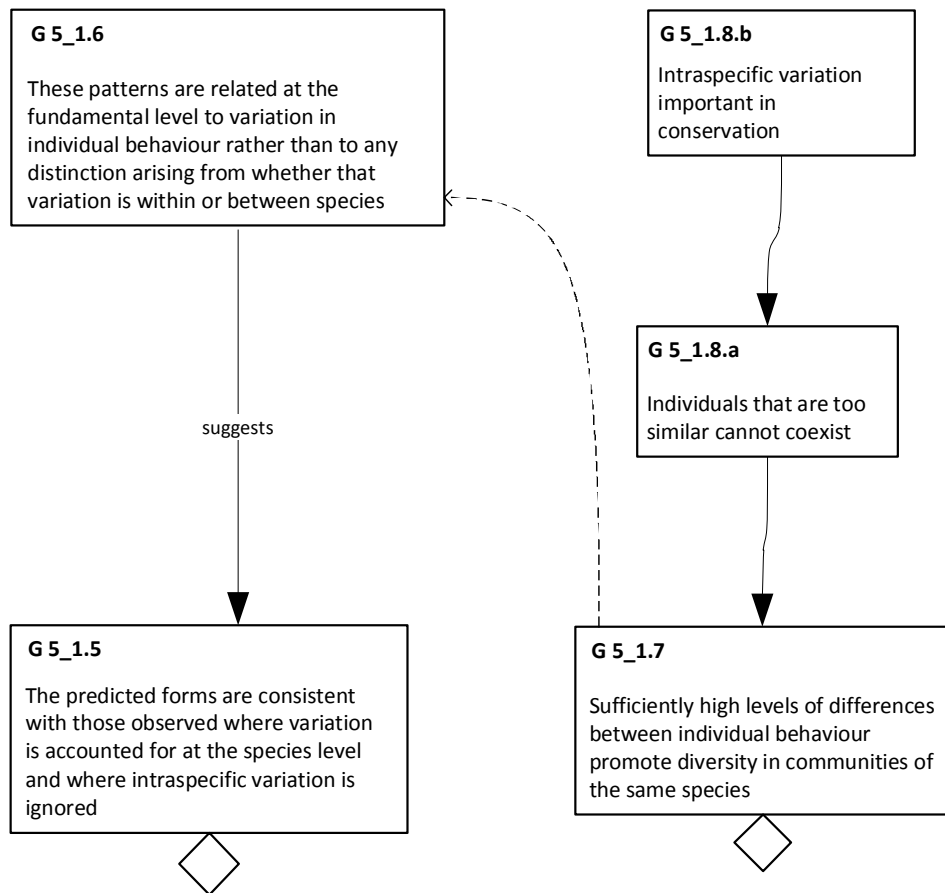 G 5_1.6
These patterns are related at the
fundamental level to variation in
individual behaviour rather than to any
distinction arising from whether that
variation is within or between species
G 5_1.8.b
Intraspecific variation
important in
conservation
G 5_1.8.a
Individuals that are too
similar cannot coexist
suggests
G 5_1.5
The predicted forms are consistent
with those observed where variation
is accounted for at the species level
and where intraspecific variation is
ignored
G 5_1.7
Sufficiently high levels of differences
between individual behaviour
promote diversity in communities of
the same species